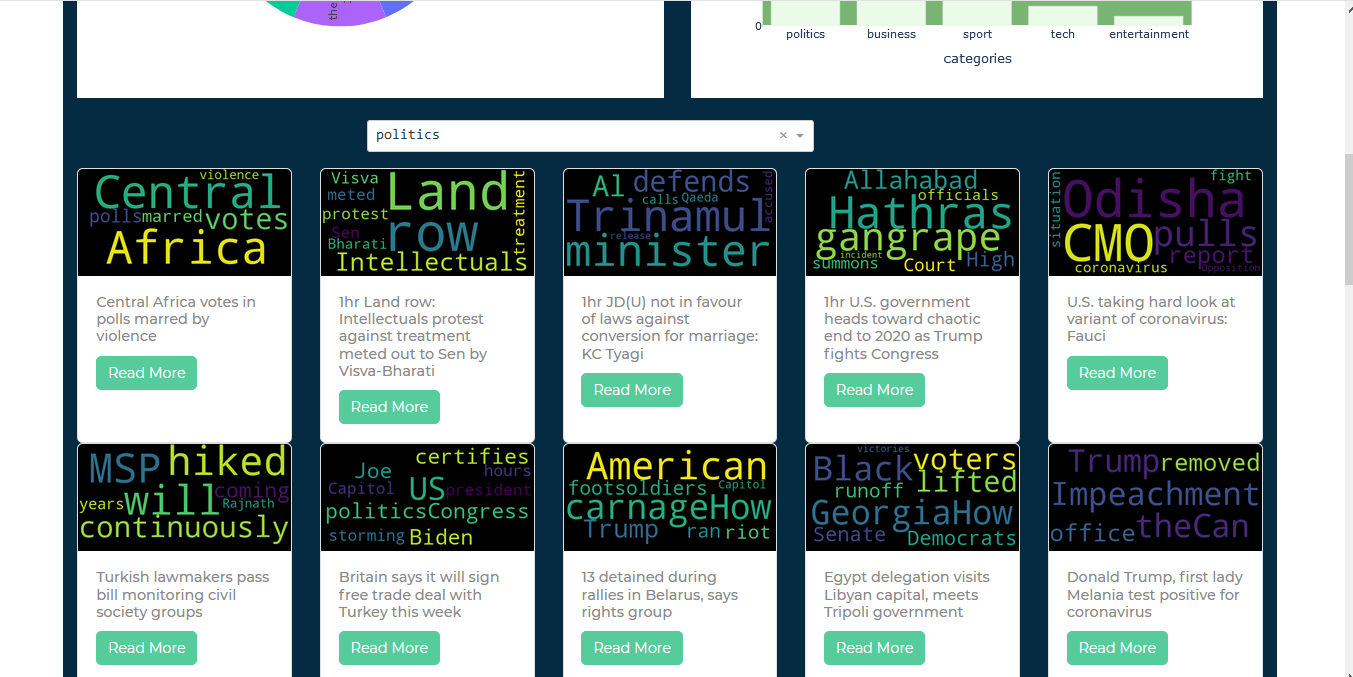 the
0
politics business sport tech entertainment
categories
politics
× 
violence
Central
polls marred votes
Africa
Visva Land
meted
protest
Sen row treatment
Bharati
Intellectuals
Al defends
calls Qaeda accused
Trinamul
release
minister
Allahabad
officials
Hathras
gangrape
incident
summons Court High
situation fight
Odisha
CMO pulls
report
coronavirus Opposition
Central Africa votes in
polls marred by
violence
Read More
1hr Land row:
Intellectuals protest
against treatment
meted out to Sen by
Visva-Bharati
Read More
1hr JD(U) not in favour
of laws against
conversion for marriage:
KC Tyagi
Read More
1hr U.S. government
heads toward chaotic
end to 2020 as Trump
fights Congress
Read More
U.S. taking hard look at
variant of coronavirus:
Fauci
Read More
MSP hiked
years will coming
Rajnath
continuously
certifies
Joe hours
Capitol US president
politicsCongress
storming Biden
American
footsoldiers Capitol
carnageHow
Trump ran riot
victories
Black voters
runoff lifted
GeorgiaHow
Senate Democrats
Trump removed
Impeachment
office theCan
Turkish lawmakers pass
bill monitoring civil
society groups
Read More
Britain says it will sign
free trade deal with
Turkey this week
Read More
13 detained during
rallies in Belarus, says
rights group
Read More
Egypt delegation visits
Libyan capital, meets
Tripoli government
Read More
Donald Trump, first lady
Melania test positive for
coronavirus
Read More